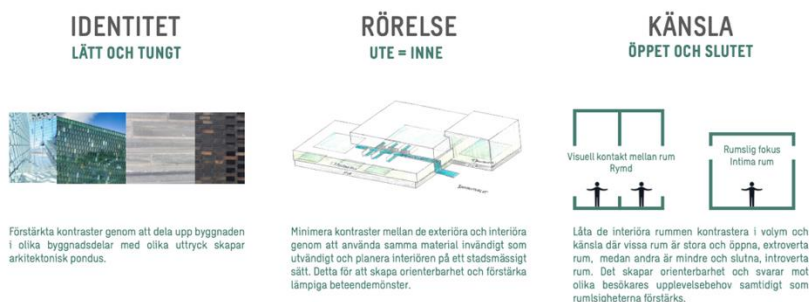 IDENTITET
LÄTT OCH TUNGT
Förstärkta kontraster genom att dela upp byggnaden
i olika byggnadsdelar med olika uttryck skapar
arkitektonisk pondus.
RÖRELSE
UTE = INNE
Minimera kontraster mellan de exteriöra och interiöra
genom att använda samma material invändigt som
utvändigt och planera interiören på ett stadsmässigt
sätt. Detta för att skapa orienterbarhet och förstärka
lämpiga beteendemönster.
KÄNSLA
ÖPPET OCH SLUTET
Visuell kontakt mellan rum
Rymd
Rumslig fokus
Intima rum
Låta de interiöra rummen kontrastera i volym och
känsla där vissa rum är stora och öppna, extroverta
rum, medan andra är mindre och slutna, introverta
rum. Det skapar orienterbarhet och svarar mot
olika besökares upplevelsebehov samtidigt som
rumsligheterna förstärks.